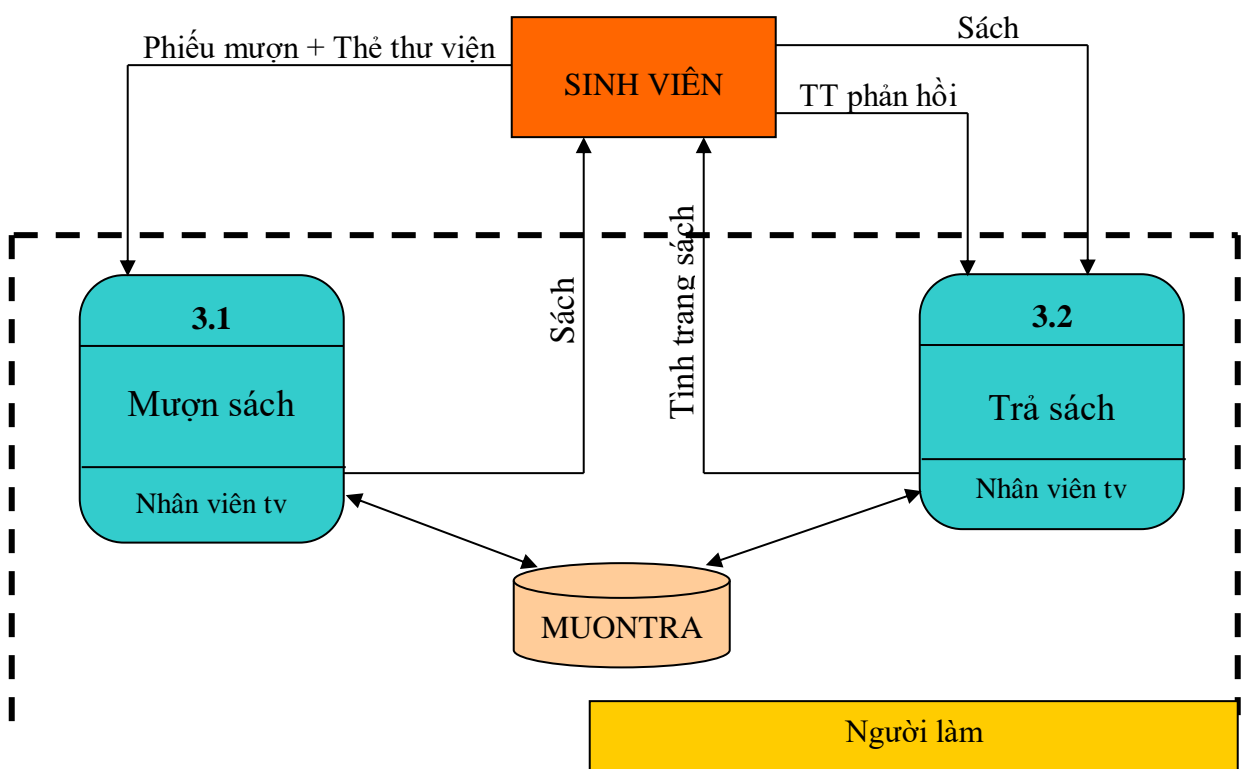 Sách
Phiếu mượn + Thẻ thư viện
SINH VIÊN
TT phản hồi
Sách
Tình trang sách
3.1
Mượn sách
Nhân viên tv
3.2
Trả sách
Nhân viên tv
MUONTRA
Người làm